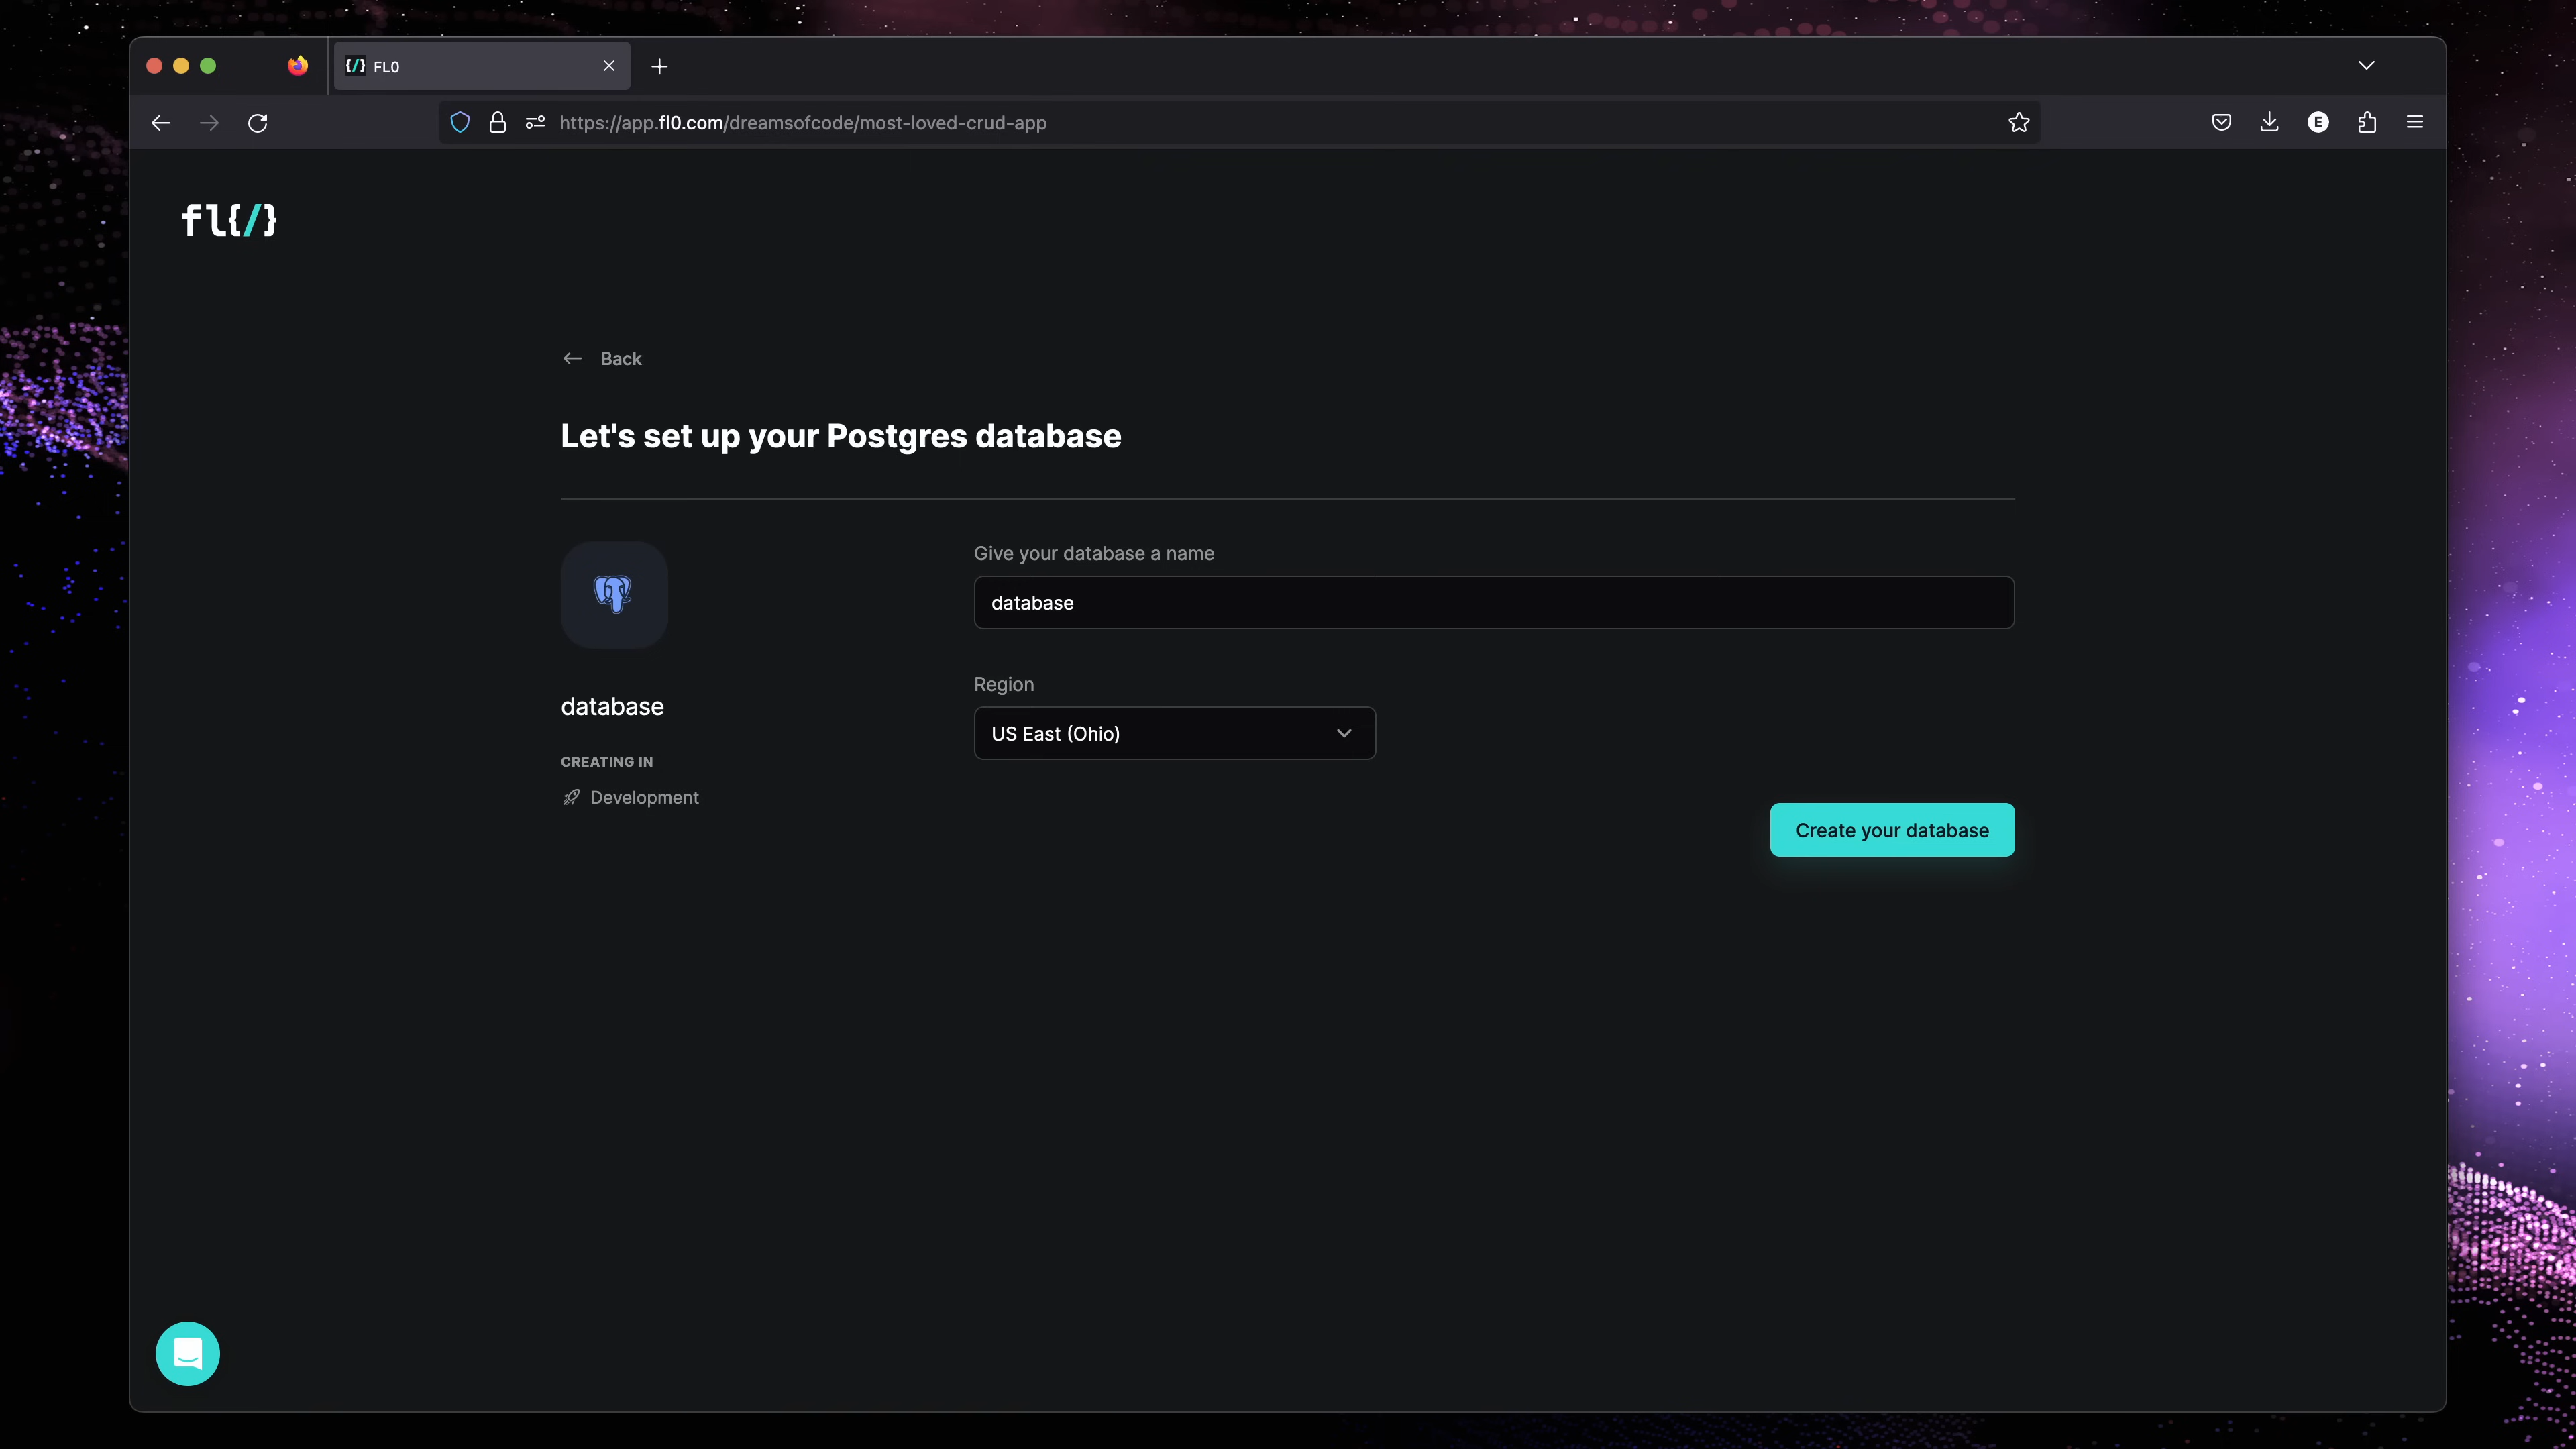 {/} FL0
https://app.fl0.com/dreamsofcode/most-loved-crud-app
E
fl{/}
Back
Let's set up your Postgres database
Give your database a name
database
Region
database
US East (Ohio)
CREATING IN
Development
Create your database